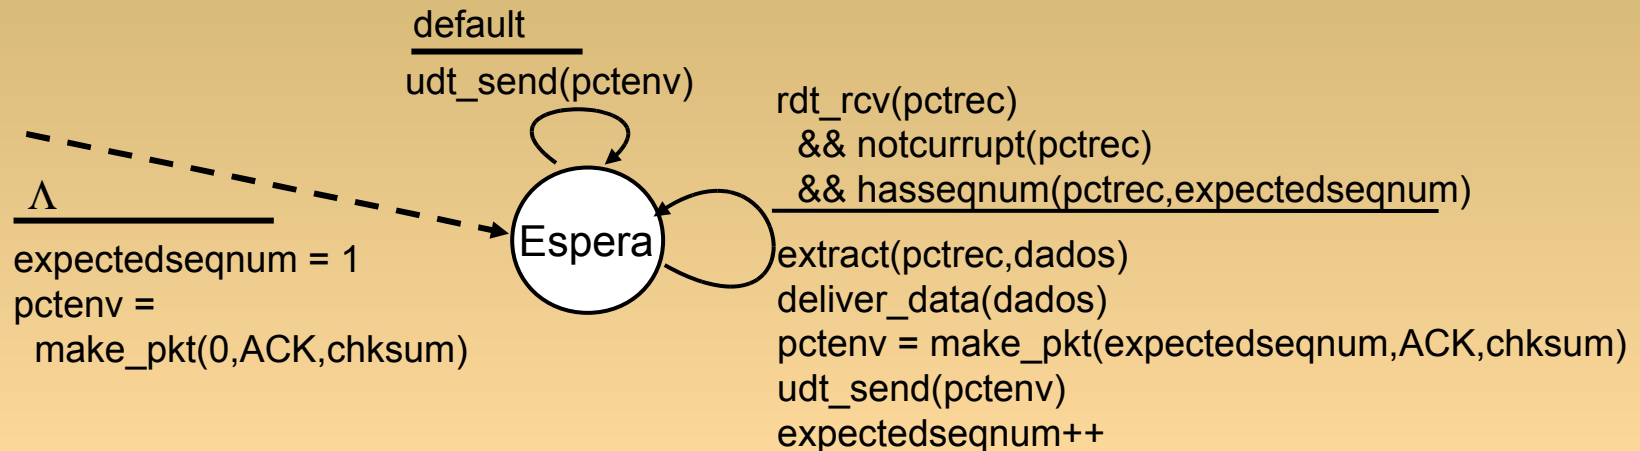 default
udt_send(pctenv)
Λ
expectedseqnum = 1
pctenv =
make_pkt(0,ACK,chksum)
Espera
rdt_rcv(pctrec)
&& notcurrupt(pctrec)
&& hasseqnum(pctrec,expectedseqnum)
extract(pctrec,dados)
deliver_data(dados)
pctenv = make_pkt(expectedseqnum,ACK,chksum)
udt_send(pctenv)
expectedseqnum++